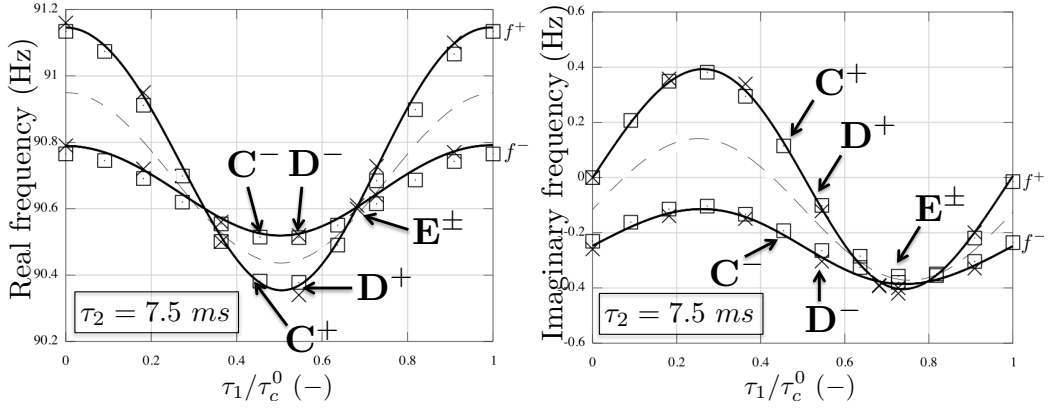 Real frequency (Hz)
91.2
91
90.8
90.6
90.4
90.2
0
0.2
0.4
0.6
0.8
1
f⁺
f⁻
C⁻
D⁻
E±
D⁺
C⁺
τ₂ = 7.5 ms
τ₁/τ_c⁰ (−)
Imaginary frequency (Hz)
0.6
0.4
0.2
0
-0.2
-0.4
-0.6
0
0.2
0.4
0.6
0.8
1
C⁺
D⁺
E±
f⁺
f⁻
C⁻
D⁻
τ₂ = 7.5 ms
τ₁/τ_c⁰ (−)